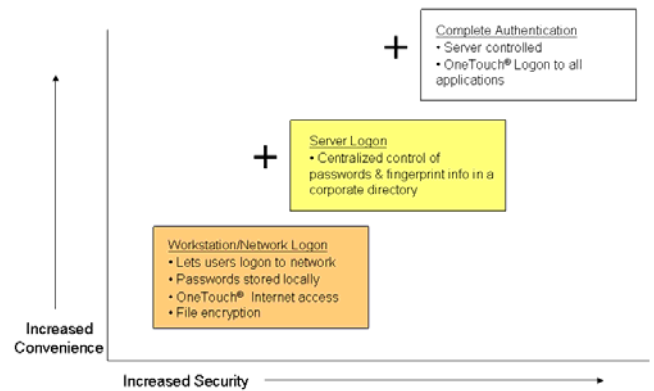 +
Complete Authentication
• Server controlled
• OneTouch® Logon to all
applications
+
Server Logon
• Centralized control of
passwords & fingerprint info in a
corporate directory
Workstation/Network Logon
• Lets users logon to network
• Passwords stored locally
• OneTouch® Internet access
• File encryption
Increased
Convenience
Increased Security